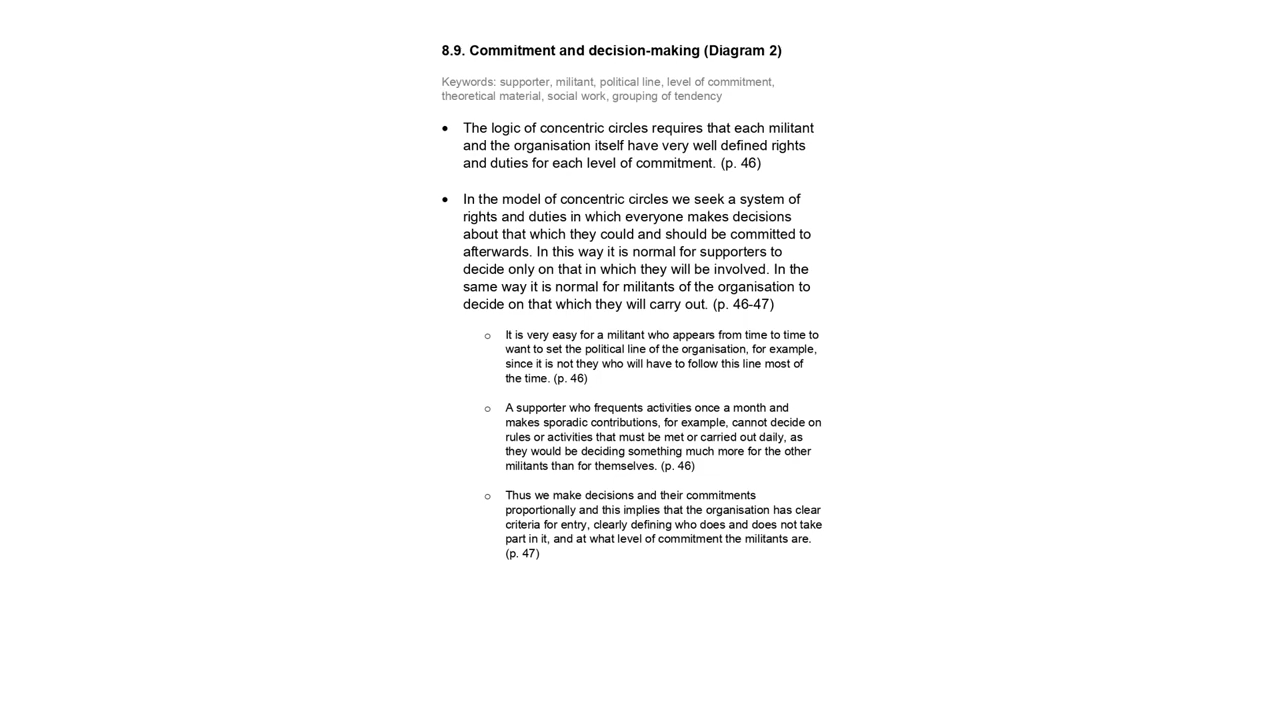 8.9. Commitment and decision-making (Diagram 2)
Keywords: supporter, militant, political line, level of commitment,
theoretical material, social work, grouping of tendency
• The logic of concentric circles requires that each militant
and the organisation itself have very well defined rights
and duties for each level of commitment. (p. 46)
• In the model of concentric circles we seek a system of
rights and duties in which everyone makes decisions
about that which they could and should be committed to
afterwards. In this way it is normal for supporters to
decide only on that in which they will be involved. In the
same way it is normal for militants of the organisation to
decide on that which they will carry out. (p. 46-47)
o It is very easy for a militant who appears from time to time to
want to set the political line of the organisation, for example,
since it is not they who will have to follow this line most of
the time. (p. 46)
o A supporter who frequents activities once a month and
makes sporadic contributions, for example, cannot decide on
rules or activities that must be met or carried out daily, as
they would be deciding something much more for the other
militants than for themselves. (p. 46)
o Thus we make decisions and their commitments
proportionally and this implies that the organisation has clear
criteria for entry, clearly defining who does and does not take
part in it, and at what level of commitment the militants are.
(p. 47)